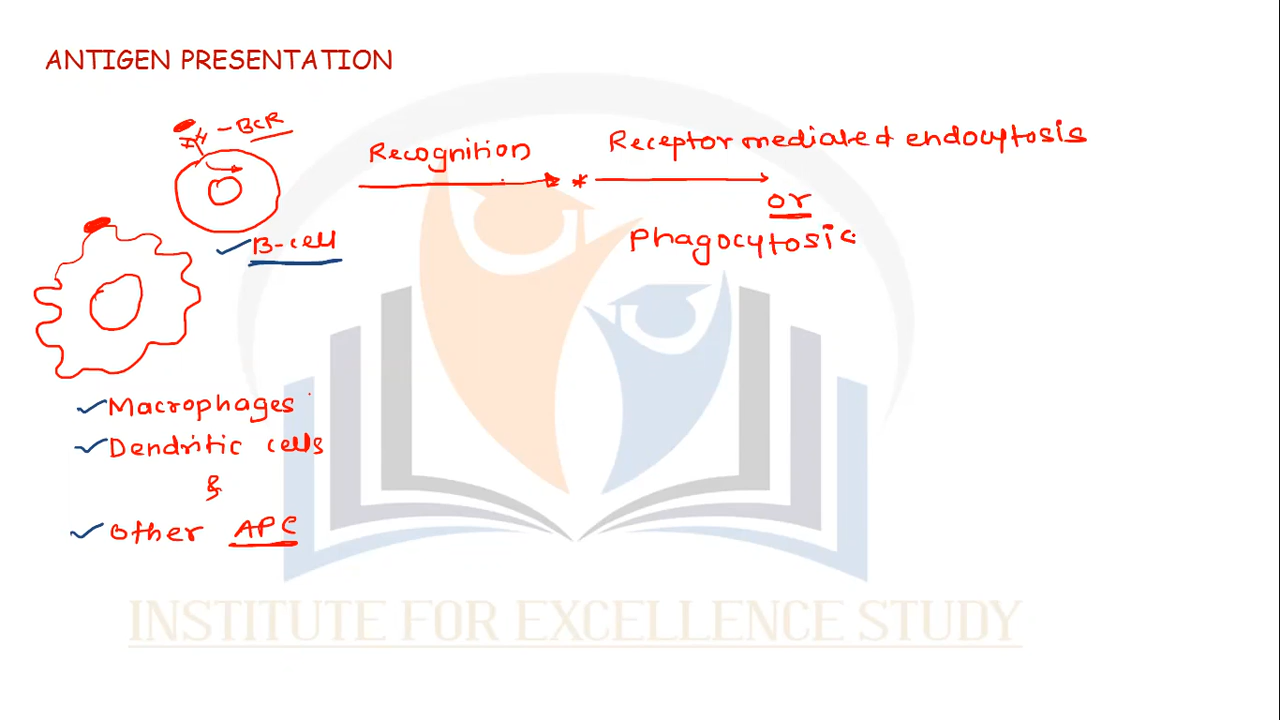 ANTIGEN PRESENTATION
- BCR
Recognition
Receptor mediated endocytosis
*
or
Phagocytosis
B-cell
Macrophages
Dendritic cells
&
Other APC
INSTITUTE FOR EXCELLENCE STUDY